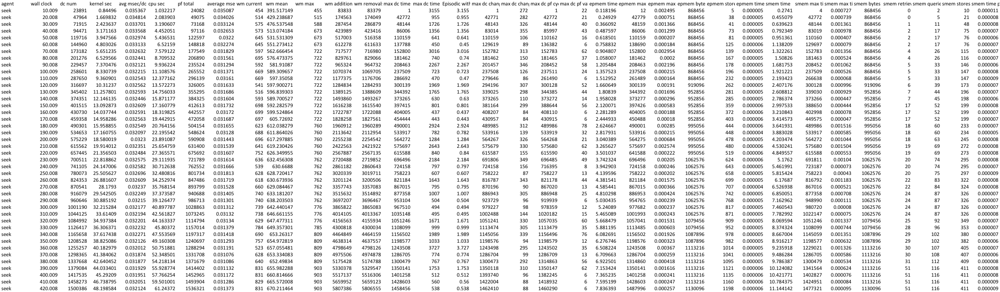 agent wall clock dc num kernel sec avg msec/dc cpu sec pf total average mse wm current wm mean wm max wm addition wm removal: max dc time max dc time Episodic with max dc chan max dc chan max dc pf cy max dc pf va epmem time epmem max epmem max epmem byte epmem stor epmem time smem time smem max ti smem max ti smem bytes smem retriev smem querie smem stores smem time p
seek 10.009 23891 0.84496 0.035367 1.032217 24082 0.035087 454 391.517149 455 83833 83379 1 3155 3.155 1 272 1 22 0.118196 12 0.002495 868456 5 0.000005 0.2741 4 0.000727 868456 0 2 10 0.000011
seek 20.008 47964 1.669832 0.034814 2.083903 49075 0.034026 514 429.238687 515 174563 174049 42772 955 0.955 42771 282 42772 21 0.24929 42779 0.000751 868456 38 0.000005 0.455079 42772 0.000739 868456 0 5 21 0.000008
seek 30.009 71915 2.423637 0.033701 3.190607 73168 0.033124 575 476.537548 588 287454 286879 48144 1726 1.726 48143 326 48144 40 0.366092 48159 0.001366 868456 41 0.000005 0.639623 48144 0.001361 868456 1 11 48 0.000008
seek 40.008 94471 3.171163 0.033568 4.452051 97116 0.032653 573 513.074184 673 423989 423416 86006 1356 1.356 83014 355 85997 43 0.487597 86006 0.001299 868456 73 0.000005 0.792349 83019 0.000978 868456 2 17 75 0.000007
seek 50.008 119716 3.947566 0.032974 5.436531 122597 0.0322 645 531.531309 673 517003 516358 110159 641 0.641 110159 106 110162 16 0.618501 110159 0.000207 868456 81 0.000005 0.951361 110160 0.000407 868456 2 17 76 0.000006
seek 60.008 144960 4.803026 0.033133 6.52159 148818 0.032274 645 551.273412 673 612278 611633 137788 450 0.45 129619 89 136382 6 0.758832 138690 0.000184 868456 125 0.000006 1.138209 129697 0.000079 868456 2 17 76 0.000007
seek 70.008 173182 5.651235 0.032632 7.579122 177549 0.031829 597 562.666454 722 717577 716980 152800 3016 3.016 152782 313 152783 62 0.904807 152800 0.002954 868456 139 0.000005 1.322261 152783 0.001356 868456 4 26 115 0.000007
seek 80.008 201276 6.529566 0.032441 8.709532 206890 0.031561 695 576.473375 722 829761 829066 181462 740 0.74 181462 150 181465 37 1.058007 181462 0.0002 868456 167 0.000005 1.50826 181463 0.000524 868456 4 26 116 0.000007
seek 90.008 229457 7.370476 0.032121 9.936224 235524 0.031294 592 581.91087 722 965324 964732 208463 2267 2.267 201457 346 208452 58 1.205484 208463 0.002196 868456 178 0.000005 1.681753 208452 0.001062 868456 5 33 146 0.000006
seek 100.009 258601 8.330739 0.032215 11.108576 265552 0.031371 669 589.309657 722 1070374 1069705 237509 723 0.723 237508 126 237511 24 1.357523 237508 0.000215 868456 196 0.000005 1.921221 237509 0.000526 868456 5 33 147 0.000008
seek 110.009 287650 9.360901 0.032543 12.377162 296139 0.03161 669 597.35058 722 1177375 1176706 286692 470 0.47 279646 86 261490 6 1.512952 261489 0.000164 868456 232 0.000005 2.193423 266638 0.000068 868456 5 33 147 0.000009
seek 120.009 316697 10.31237 0.032562 13.572273 326005 0.031633 541 597.900271 722 1284834 1284293 300139 1969 1.969 294196 307 300128 52 1.660649 300139 0.00191 919096 262 0.000005 2.407176 300128 0.000996 919096 6 39 173 0.000007
seek 130.009 345402 11.257801 0.032593 14.756033 355295 0.031686 516 596.839303 722 1389125 1388609 344392 1765 1.765 339025 298 344385 44 1.80839 344392 0.001696 952856 281 0.000005 2.608812 339030 0.000929 952856 7 44 196 0.000007
seek 140.008 374351 12.146135 0.032446 15.871177 384325 0.031604 593 589.700527 722 1493860 1493267 373265 630 0.63 373265 110 373272 14 1.958028 373277 0.000296 952856 285 0.000005 2.786374 373266 0.000447 952856 7 45 198 0.000006
seek 150.009 401515 13.092873 0.032609 17.160779 412613 0.031732 698 592.282579 722 1616238 1615540 397415 801 0.801 381164 299 388644 56 2.120071 397426 0.000583 952856 359 0.000006 2.997533 388650 0.000444 952856 17 52 199 0.000008
seek 160.009 430730 14.037744 0.032591 18.319825 442557 0.03172 699 599.524864 722 1722787 1722088 404005 437 0.437 408207 84 408110 6 2.281289 404005 0.000188 952856 372 0.000006 3.210843 402998 0.000078 952856 17 52 199 0.000007
seek 170.008 459358 14.958286 0.032563 19.442915 472058 0.031687 697 605.72692 722 1828258 1827561 454444 443 0.443 430957 84 430915 6 2.444933 450488 0.00018 952856 403 0.000006 3.414573 449575 0.000047 952856 17 52 199 0.000007
seek 180.009 490301 15.958855 0.032549 20.764156 504154 0.031655 623 612.038279 760 1960912 1960289 490001 2924 2.924 489985 312 489986 78 2.624667 490001 0.00285 995056 444 0.000004 3.641931 489986 0.001516 995056 18 60 233 0.000007
seek 190.009 534653 17.160755 0.032097 22.195542 548624 0.03128 688 611.864026 760 2113642 2112954 533917 782 0.782 533916 139 533919 32 2.817931 533916 0.000215 995056 448 0.000004 3.883028 533917 0.000585 995056 18 60 234 0.000005
seek 200.009 575229 18.580019 0.0323 23.891087 590908 0.031443 696 617.297885 760 2255238 2254542 564272 1284 1.284 564267 326 564268 21 3.040389 564275 0.000684 995056 478 0.000005 4.203474 564272 0.001044 995056 18 63 245 0.000008
seek 210.008 615562 19.914012 0.032351 25.654759 631400 0.031539 641 619.230426 760 2422563 2421922 575697 2643 2.643 575679 330 575680 62 3.265627 575697 0.002574 995056 480 0.000006 4.530241 575680 0.001504 995056 19 69 272 0.000008
seek 220.009 657445 21.356503 0.032484 27.365571 675692 0.031607 752 626.349955 760 2567887 2567135 615588 840 0.84 615587 155 615590 40 3.501037 641588 0.000222 995056 519 0.000006 4.849557 615588 0.000553 995056 19 69 273 0.000008
seek 230.009 700511 22.818862 0.032575 29.111935 721789 0.031614 636 632.456308 762 2720488 2719852 696496 2184 2.184 691806 349 696485 49 3.742324 696496 0.00205 1062576 624 0.000006 5.1762 691811 0.00104 1062576 20 74 295 0.000008
seek 240.009 741105 24.147006 0.032582 30.712638 762552 0.031666 539 630.6688 762 2861182 2860643 724158 797 0.797 724158 156 716395 8 3.942903 724158 0.000246 1062576 643 0.000005 5.461991 723187 0.000073 1062576 20 74 295 0.000007
seek 250.008 780073 25.505627 0.032696 32.480816 801734 0.031813 628 628.720417 762 3020339 3019711 758223 607 0.607 758222 87 758227 13 4.139596 758222 0.000202 1062576 658 0.000005 5.815424 758223 0.00043 1062576 20 75 297 0.000009
seek 260.008 824353 26.881607 0.032609 34.252974 847486 0.031719 618 630.673936 762 3201124 3200506 821184 1643 1.643 816787 343 821178 44 4.381541 821184 0.001575 1062576 699 0.000005 6.17687 816792 0.001183 1062576 22 83 322 0.000008
seek 270.008 870541 28.1793 0.03237 35.768154 893799 0.031528 660 629.084467 762 3357743 3357083 867015 795 0.795 870196 90 867020 13 4.585441 867015 0.000366 1062576 707 0.000004 6.526938 867016 0.000521 1062576 22 84 324 0.000008
seek 280.008 916079 29.542505 0.032249 37.373587 940688 0.031405 740 633.181207 762 3515632 3514892 877358 1007 1.007 886943 305 886948 25 4.810298 886953 0.000424 1062576 742 0.000005 6.850051 877358 0.000708 1062576 24 87 326 0.000008
seek 290.008 960646 30.885192 0.03215 39.126477 986713 0.031301 740 638.203503 762 3697207 3696467 953104 504 0.504 923729 96 919939 6 5.030435 954765 0.000239 1062576 768 0.000005 7.162962 948990 0.000111 1062576 24 87 326 0.000007
seek 300.009 1001190 32.215284 0.032177 40.897787 1028863 0.031312 739 642.440147 776 3865822 3865083 967510 494 0.494 979227 98 978359 12 5.24089 977682 0.000237 1062576 817 0.000005 7.460543 980720 0.00008 1062576 24 87 326 0.000007
seek 310.009 1044125 33.61409 0.032194 42.561827 1073245 0.03132 738 646.661155 776 4014105 4013367 1035148 495 0.495 1002488 144 1020182 15 5.465089 1001993 0.000243 1062576 871 0.000005 7.782992 1022147 0.000075 1062576 24 87 326 0.000008
seek 320.009 1084992 34.937384 0.032201 44.163337 1114794 0.03134 629 647.477311 776 4156563 4155934 1051246 1671 1.671 1051241 330 1057035 60 5.668479 1057041 0.001531 1079456 909 0.000005 8.069594 1051246 0.001337 1079456 25 92 349 0.000007
seek 330.009 1126417 36.306371 0.032232 45.80372 1157014 0.031379 784 649.357301 785 4300818 4300034 1108099 999 0.999 1113474 305 1113479 35 5.881195 1113485 0.000603 1079456 952 0.000005 8.374324 1108099 0.000744 1079456 28 96 353 0.000007
seek 340.008 1165658 37.617438 0.032271 47.553569 1197317 0.031418 690 653.26317 809 4464849 4464159 1156502 1989 1.989 1145056 339 1156496 76 6.082691 1156502 0.001926 1087896 978 0.000005 8.667004 1145059 0.001351 1087896 29 102 380 0.000007
seek 350.009 1208528 38.825086 0.032126 49.160308 1240697 0.031293 757 654.972819 809 4638314 4637557 1198577 1033 1.033 1198576 94 1198579 12 6.276746 1198576 0.000323 1087896 982 0.000005 8.916217 1198577 0.000632 1087896 29 102 382 0.000006
seek 360.008 1255257 40.182979 0.032012 50.751881 1288294 0.031191 523 657.055481 809 4798649 4798126 1243508 3727 3.727 1243498 295 1243502 35 6.508224 1243508 0.00367 1113216 1014 0.000005 9.235918 1229021 0.001326 1113216 30 107 405 0.000007
seek 370.009 1298365 41.384062 0.031874 52.348501 1331708 0.031076 628 653.334083 809 4975506 4974878 1286705 774 0.774 1286704 99 1286709 13 6.709663 1286704 0.000259 1113216 1041 0.000005 9.486284 1286705 0.000586 1113216 30 108 407 0.000006
seek 380.008 1337668 42.640452 0.031877 54.218134 1371679 0.031086 640 652.49834 809 5175428 5174788 1300479 767 0.767 1300473 292 1314863 56 6.922501 1314860 0.000418 1113216 1095 0.000005 9.786387 1300479 0.000534 1113216 31 112 409 0.000008
seek 390.009 1379084 44.033401 0.031929 55.928774 1414402 0.031132 831 655.982288 903 5330378 5329547 1350141 1753 1.753 1350118 310 1350147 62 7.153424 1350141 0.001616 1113216 1121 0.000006 10.124082 1341564 0.000624 1113216 51 116 411 0.000008
seek 400.009 1417535 45.29209 0.031951 57.766254 1452965 0.031172 831 660.814666 903 5517137 5516306 1401258 512 0.512 1393740 96 1382245 6 7.365235 1401258 0.000241 1113216 1135 0.000006 10.421771 1402827 0.000076 1113216 51 116 411 0.000008
seek 410.009 1458273 46.738795 0.032051 59.501001 1493904 0.031286 829 665.572008 903 5659952 5659123 1428603 560 0.56 1422004 88 1418932 6 7.595199 1428603 0.000247 1113216 1160 0.000005 10.784375 1424951 0.000084 1113216 51 116 411 0.000009
seek 420.008 1500386 48.198584 0.032124 61.24372 1536321 0.031373 831 670.211464 903 5807386 5806555 1458456 538 0.538 1462410 88 1460290 6 7.836393 1487996 0.000257 1130096 1198 0.000006 11.144142 1477321 0.000095 1130096 51 116 411 0.000009